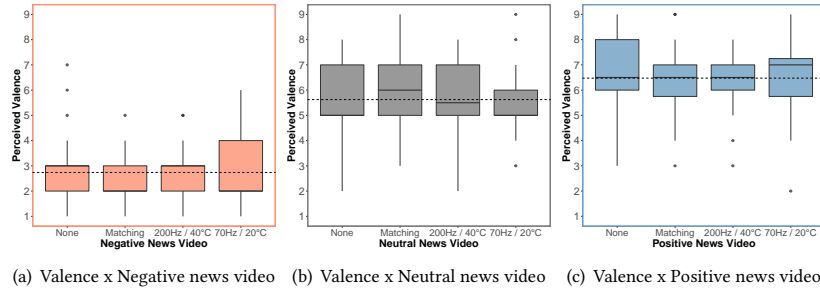 Perceived Valence
9
8
7
6
5
4
3
2
1
None Matching 200Hz / 40°C 70Hz / 20°C
Negative News Video
Perceived Valence
9
8
7
6
5
4
3
2
1
None Matching 200Hz / 40°C 70Hz / 20°C
Neutral News Video
Perceived Valence
9
8
7
6
5
4
3
2
1
None Matching 200Hz / 40°C 70Hz / 20°C
Positive News Video
(a) Valence x Negative news video (b) Valence x Neutral news video (c) Valence x Positive news video